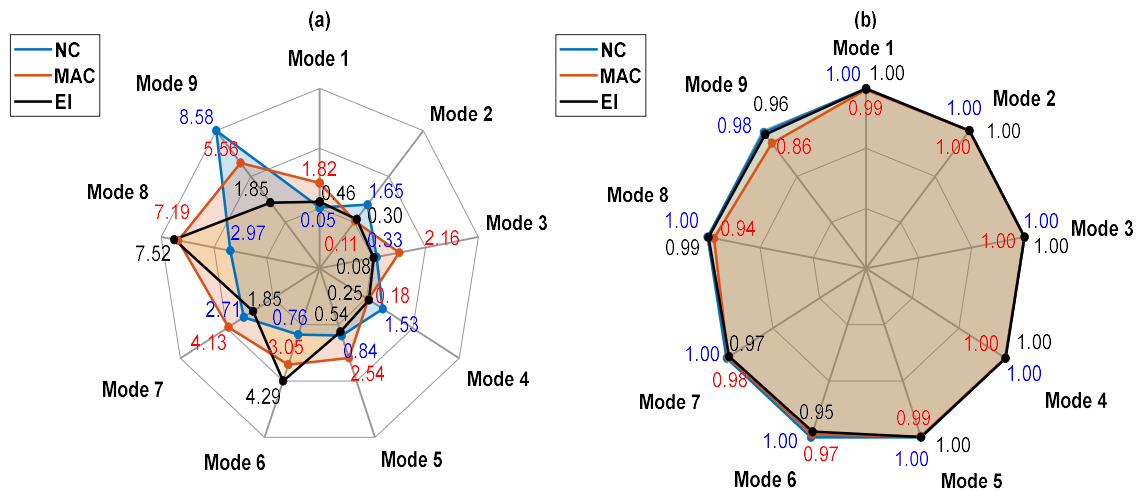 (a)
NC
MAC
EI
Mode 1
Mode 2
Mode 3
Mode 4
Mode 5
Mode 6
Mode 7
Mode 8
Mode 9
8.58
5.56
1.85
1.82
0.46
0.05
1.65
0.30
0.11
0.33
2.16
0.08
0.25
0.18
1.53
0.54
0.84
2.54
0.76
3.05
4.29
1.85
2.71
4.13
7.19
7.52
2.97
(b)
NC
MAC
EI
Mode 1
Mode 2
Mode 3
Mode 4
Mode 5
Mode 6
Mode 7
Mode 8
Mode 9
1.00
1.00
0.99
1.00
1.00
1.00
1.00
1.00
1.00
1.00
1.00
1.00
0.99
1.00
1.00
0.95
1.00
0.97
0.97
1.00
0.98
1.00
0.99
0.94
0.96
0.98
0.86